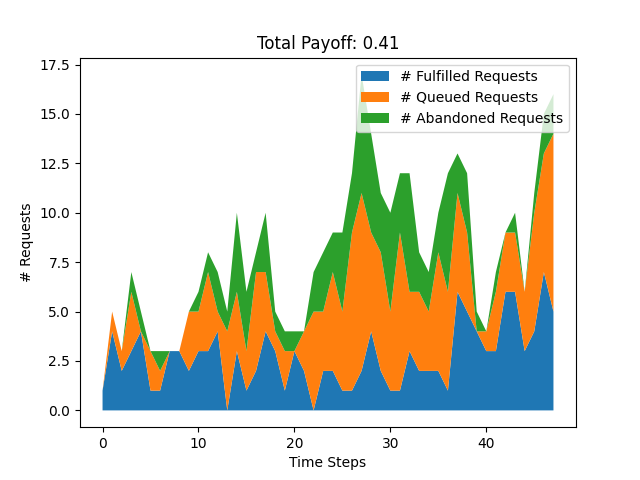 Total Payoff: 0.41
17.5
15.0
12.5
10.0
7.5
5.0
2.5
0.0
# Requests
# Fulfilled Requests
# Queued Requests
# Abandoned Requests
0 10 20 30 40
Time Steps